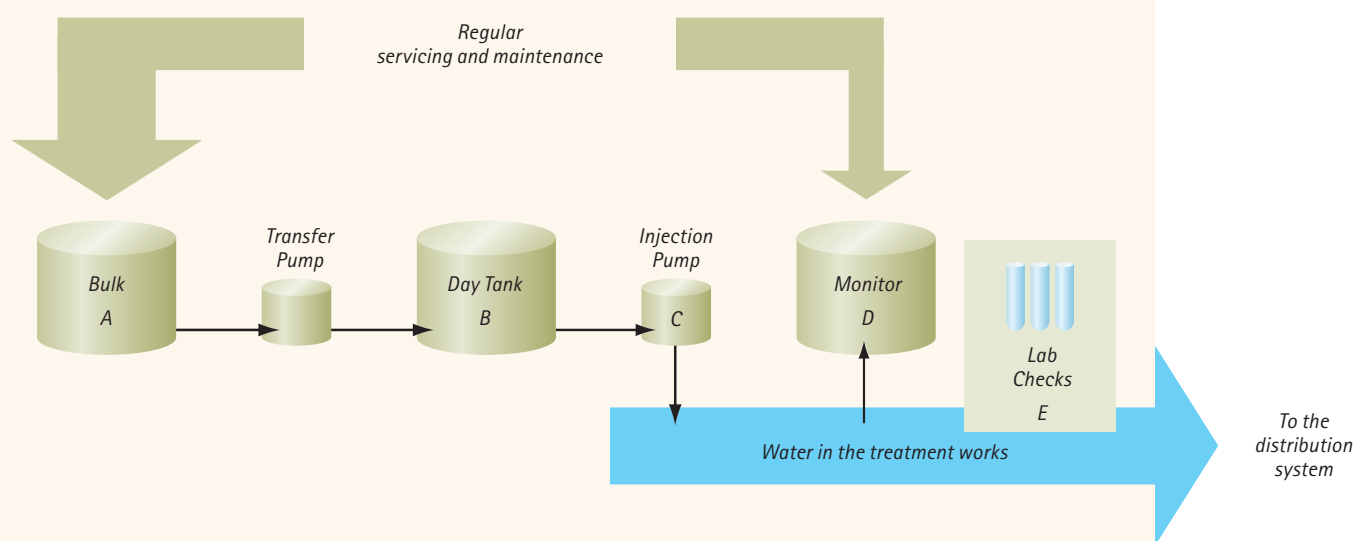 Regular
servicing and maintenance
Transfer
Pump
Injection
Pump
Bulk
A
Day Tank
B
C
Monitor
D
Lab
Checks
E
Water in the treatment works
To the
distribution
system